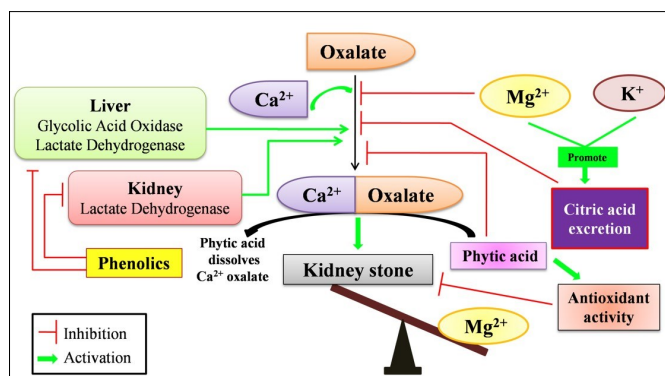 Oxalate
Ca2+
Mg2+
K+
Liver
Glycolic Acid Oxidase
Lactate Dehydrogenase
Promote
Kidney
Lactate Dehydrogenase
Ca2+
Oxalate
Citric acid
excretion
Phenolics
Phytic acid
dissolves
Ca2+ oxalate
Phytic acid
Kidney stone
Antioxidant
activity
Mg2+
Inhibition
Activation